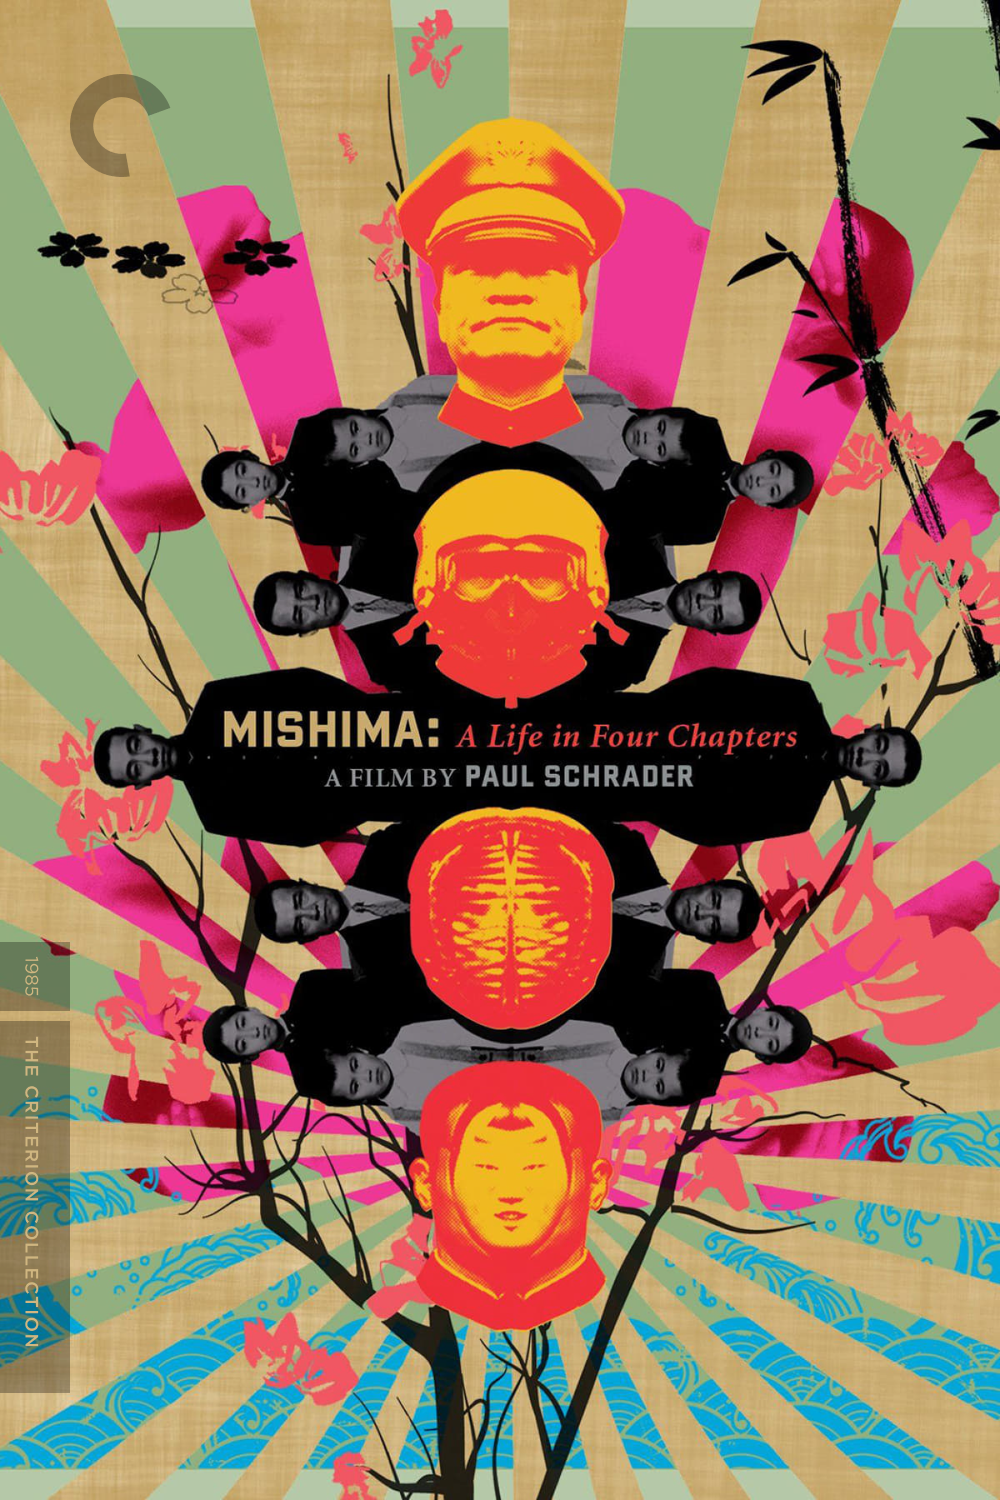 MISHIMA: A Life in Four Chapters
A FILM BY PAUL SCHRADER
1985
THE CRITERION COLLECTION